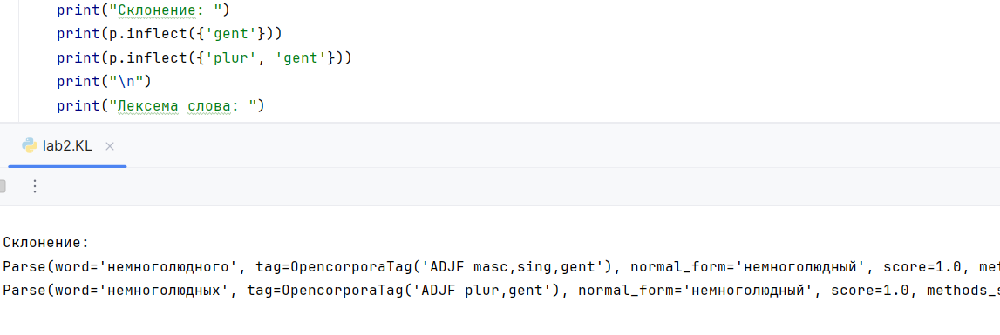 print("Склонение: ")
print(p.inflect({'gent'}))
print(p.inflect({'plur', 'gent'}))
print("\n")
print("Лексема слова: ")
lab2.KL
Склонение:
Parse(word='немноголюдного', tag=OpencorporaTag('ADJF masc,sing,gent'), normal_form='немноголюдный', score=1.0, met
Parse(word='немноголюдных', tag=OpencorporaTag('ADJF plur,gent'), normal_form='немноголюдный', score=1.0, methods_s